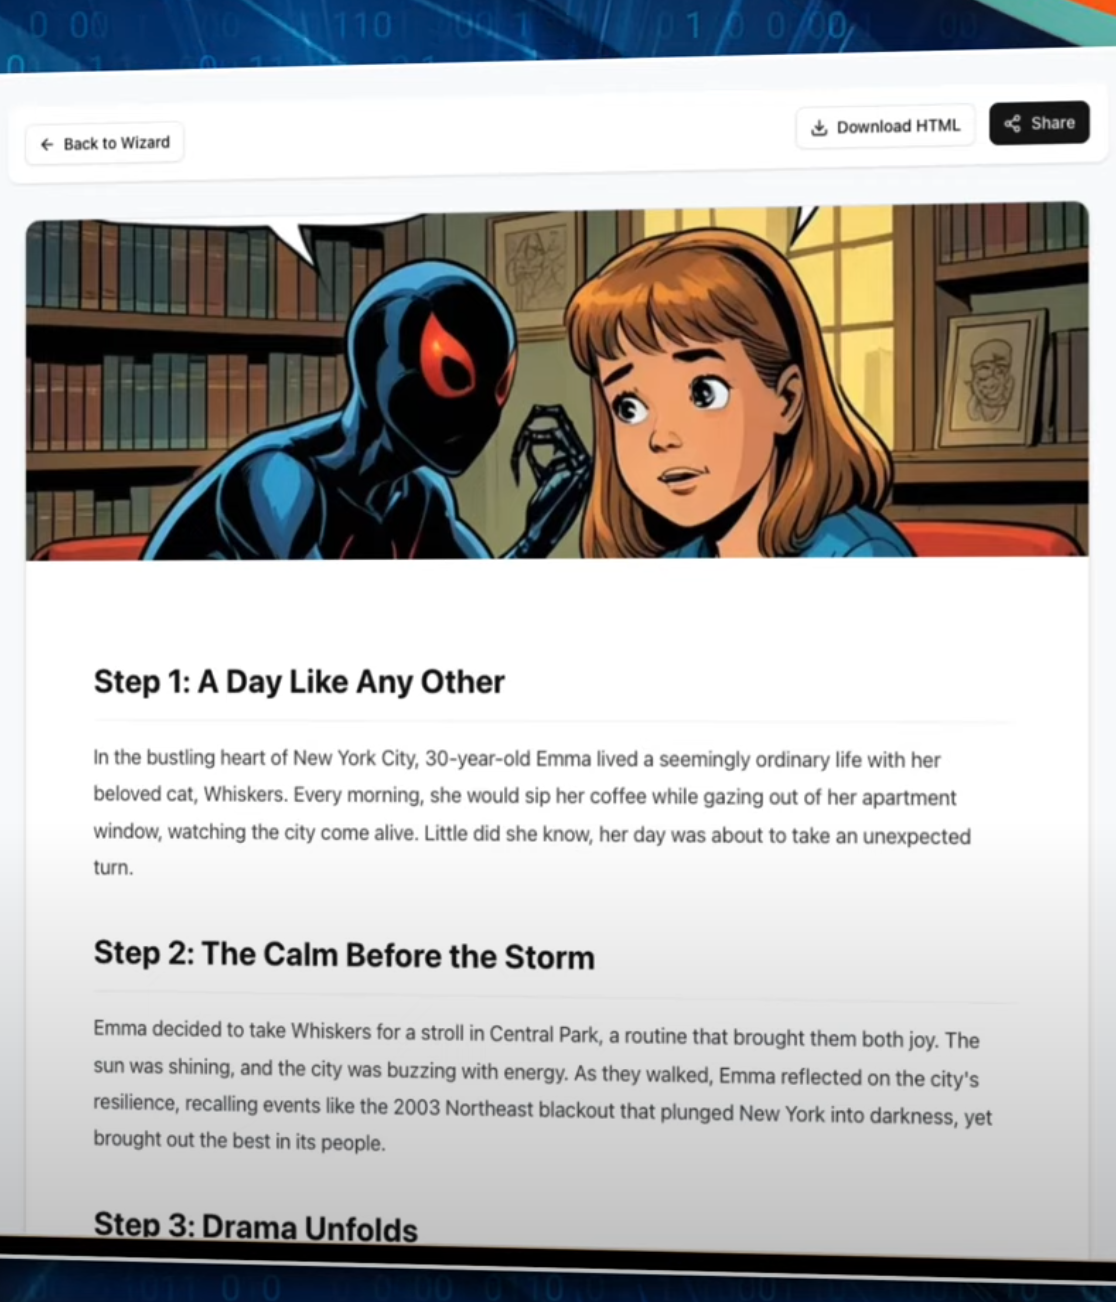 Back to Wizard
Download HTML
Share
Step 1: A Day Like Any Other
In the bustling heart of New York City, 30-year-old Emma lived a seemingly ordinary life with her
beloved cat, Whiskers. Every morning, she would sip her coffee while gazing out of her apartment
window, watching the city come alive. Little did she know, her day was about to take an unexpected
turn.
Step 2: The Calm Before the Storm
Emma decided to take Whiskers for a stroll in Central Park, a routine that brought them both joy. The
sun was shining, and the city was buzzing with energy. As they walked, Emma reflected on the city's
resilience, recalling events like the 2003 Northeast blackout that plunged New York into darkness, yet
brought out the best in its people.
Step 3: Drama Unfolds